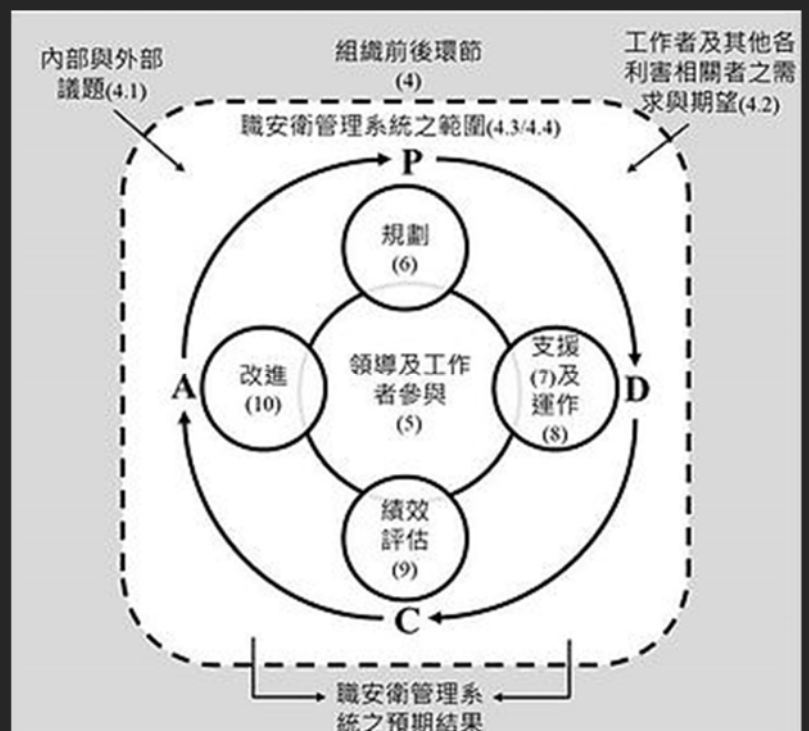 內部與外部
議題(4.1)
組織前後環節
(4)
工作者及其他各
利害相關者之需
求與期望(4.2)
職安衛管理系統之範圍(4.3/4.4)
P
規劃
(6)
A
改進
(10)
領導及工作
者參與
(5)
支援
(7)及
運作
(8)
D
績效
評估
(9)
C
職安衛管理系
統之預期結果